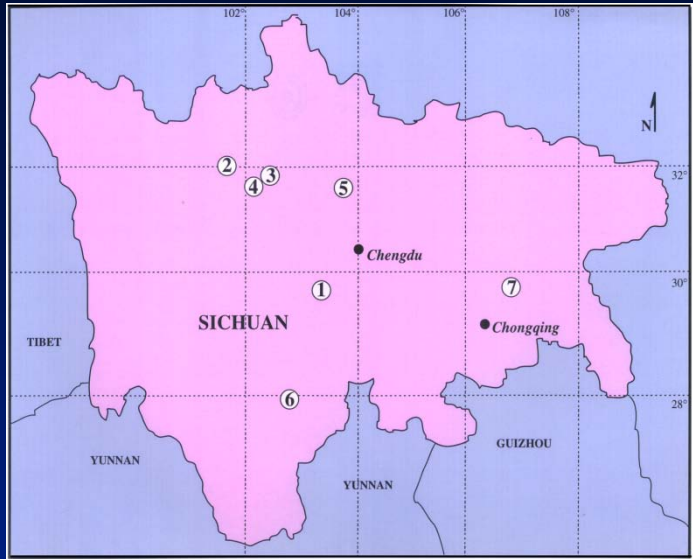 102° 104° 106° 108°
N
32°
2
3
4
5
Chengdu
30°
1
7
SICHUAN
Chongqing
TIBET
28°
6
GUIZHOU
YUNNAN
YUNNAN